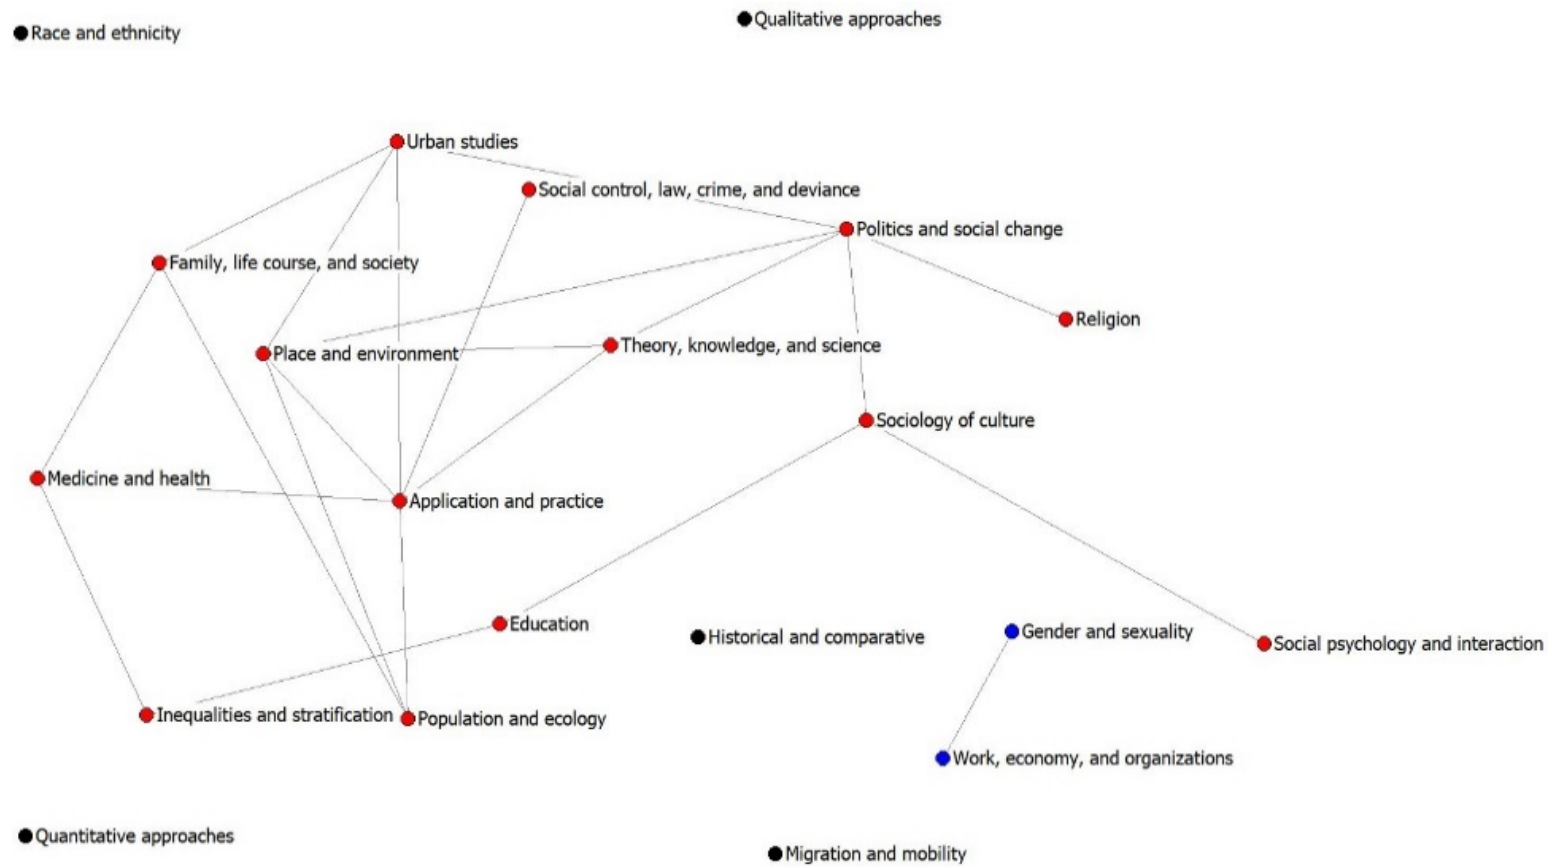 Qualitative approaches
Race and ethnicity
Urban studies
Social control, law, crime, and deviance
Politics and social change
Family, life course, and society
Religion
Theory, knowledge, and science
Place and environment
Sociology of culture
Medicine and health
Application and practice
Education
Gender and sexuality
Historical and comparative
Social psychology and interaction
Inequalities and stratification
Population and ecology
Work, economy, and organizations
Quantitative approaches
Migration and mobility